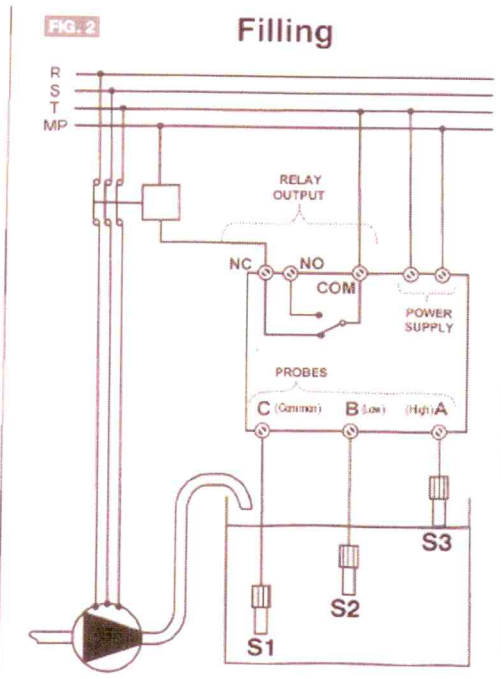 FIG. 2
Filling
R
S
T
MP
RELAY
OUTPUT
NC
NO
COM
POWER
SUPPLY
PROBES
C (Common) B (Low) (High) A
S3
S2
S1